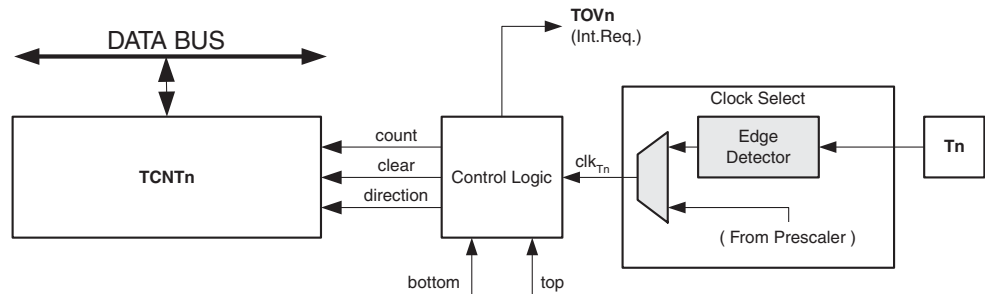 TOVn
(Int.Req.)
DATA BUS
Clock Select
count
Edge
Detector
Tn
TCNTn
clear
Control Logic
clkTn
direction
( From Prescaler )
bottom
top